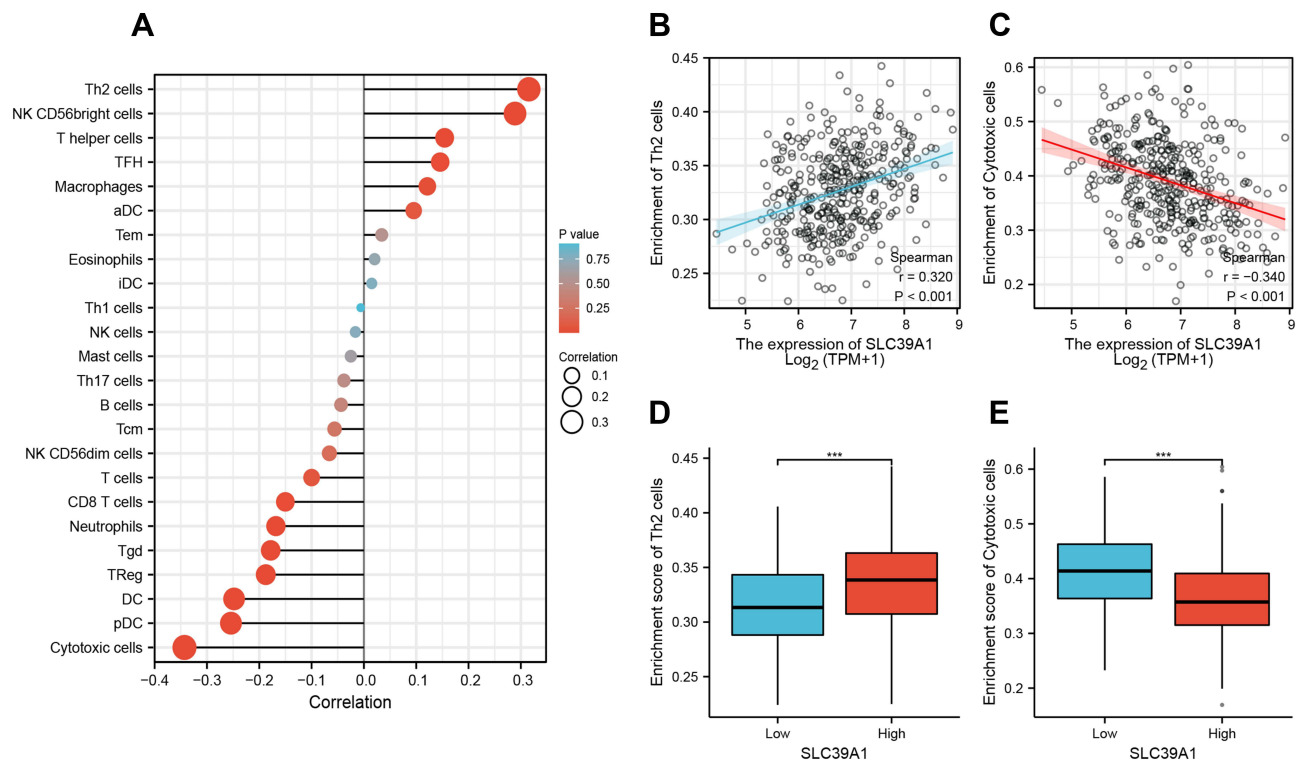 A
Th2 cells
NK CD56bright cells
T helper cells
TFH
Macrophages
aDC
Tem
Eosinophils
iDC
Th1 cells
NK cells
Mast cells
Th17 cells
B cells
Tcm
NK CD56dim cells
T cells
CD8 T cells
Neutrophils
Tgd
TReg
DC
pDC
Cytotoxic cells
−0.4 −0.3 −0.2 −0.1 0.0 0.1 0.2 0.3
Correlation
P value
0.75
0.50
0.25
Correlation
0.1
0.2
0.3
B
Enrichment of Th2 cells
0.45
0.40
0.35
0.30
0.25
Spearman
r = 0.320
P < 0.001
5 6 7 8 9
The expression of SLC39A1
Log2 (TPM+1)
C
Enrichment of Cytotoxic cells
0.6
0.5
0.4
0.3
0.2
Spearman
r = −0.340
P < 0.001
5 6 7 8 9
The expression of SLC39A1
Log2 (TPM+1)
D
Enrichment score of Th2 cells
0.45
0.40
0.35
0.30
0.25
***
Low High
SLC39A1
E
Enrichment score of Cytotoxic cells
0.6
0.5
0.4
0.3
0.2
***
Low High
SLC39A1